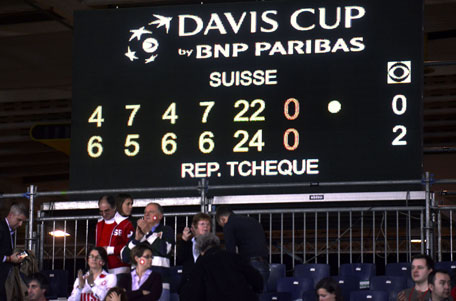 DAVIS CUP
by BNP PARIBAS
SUISSE
4 7 4 7 22 0 0
6 5 6 6 24 0 2
REP. TCHEQUE